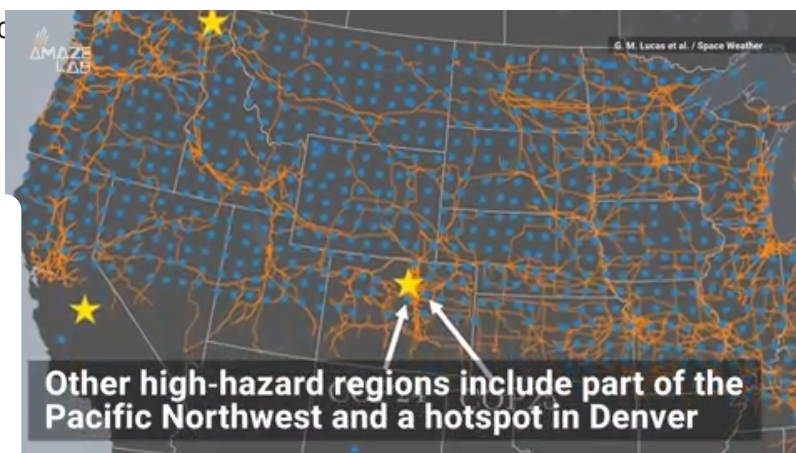 AMAZE
LAB
G. M. Lucas et al. / Space Weather
Other high-hazard regions include part of the
Pacific Northwest and a hotspot in Denver